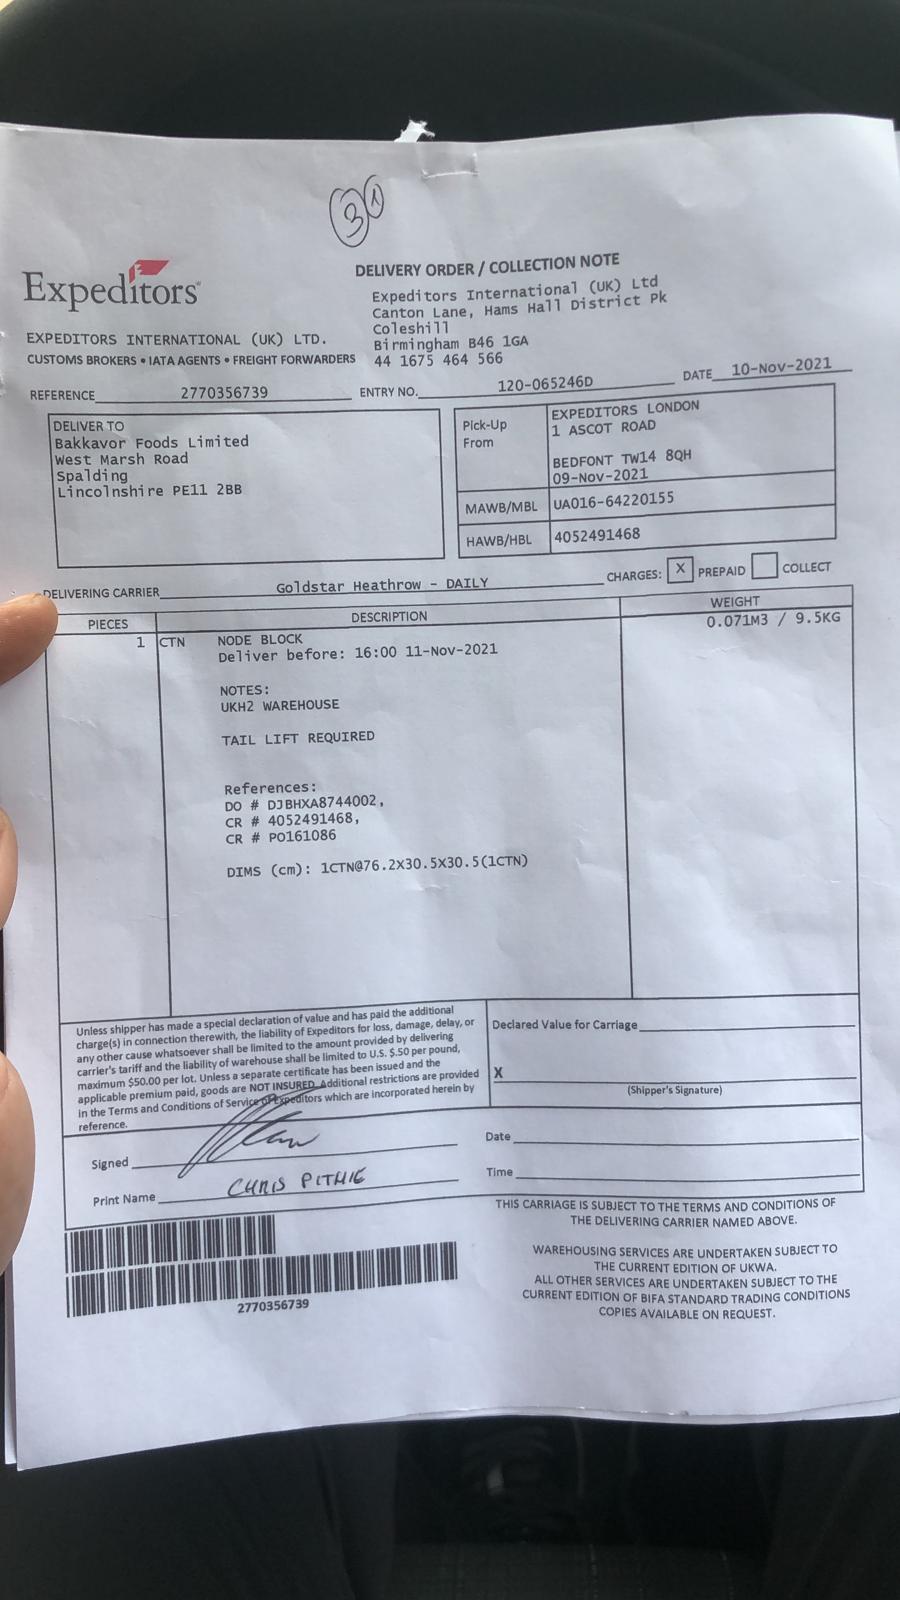 3 1
Expeditors
EXPEDITORS INTERNATIONAL (UK) LTD.
CUSTOMS BROKERS • IATA AGENTS • FREIGHT FORWARDERS
DELIVERY ORDER / COLLECTION NOTE
Expeditors International (UK) Ltd
Canton Lane, Hams Hall District Pk
Coleshill
Birmingham B46 1GA
44 1675 464 566
REFERENCE 2770356739 ENTRY NO. 120-065246D DATE 10-Nov-2021
DELIVER TO
Bakkavor Foods Limited
West Marsh Road
Spalding
Lincolnshire PE11 2BB
Pick-Up
From
EXPEDITORS LONDON
1 ASCOT ROAD
BEDFONT TW14 8QH
09-Nov-2021
MAWB/MBL UA016-64220155
HAWB/HBL 4052491468
DELIVERING CARRIER Goldstar Heathrow - DAILY CHARGES: X PREPAID COLLECT
PIECES DESCRIPTION WEIGHT
1 CTN NODE BLOCK 0.071M3 / 9.5KG
Deliver before: 16:00 11-Nov-2021
NOTES:
UKH2 WAREHOUSE
TAIL LIFT REQUIRED
References:
DO # DJBHXA8744002,
CR # 4052491468,
CR # PO161086
DIMS (cm): 1CTN@76.2X30.5X30.5(1CTN)
Unless shipper has made a special declaration of value and has paid the additional
charge(s) in connection therewith, the liability of Expeditors for loss, damage, delay, or
any other cause whatsoever shall be limited to the amount provided by delivering
carrier's tariff and the liability of warehouse shall be limited to U.S. $.50 per pound,
maximum $50.00 per lot. Unless a separate certificate has been issued and the
applicable premium paid, goods are NOT INSURED. Additional restrictions are provided
in the Terms and Conditions of Service of Expeditors which are incorporated herein by
reference.
Declared Value for Carriage
X
(Shipper's Signature)
Signed
Print Name CHRIS PITHIE
Date
Time
2770356739
THIS CARRIAGE IS SUBJECT TO THE TERMS AND CONDITIONS OF
THE DELIVERING CARRIER NAMED ABOVE.
WAREHOUSING SERVICES ARE UNDERTAKEN SUBJECT TO
THE CURRENT EDITION OF UKWA.
ALL OTHER SERVICES ARE UNDERTAKEN SUBJECT TO THE
CURRENT EDITION OF BIFA STANDARD TRADING CONDITIONS
COPIES AVAILABLE ON REQUEST.